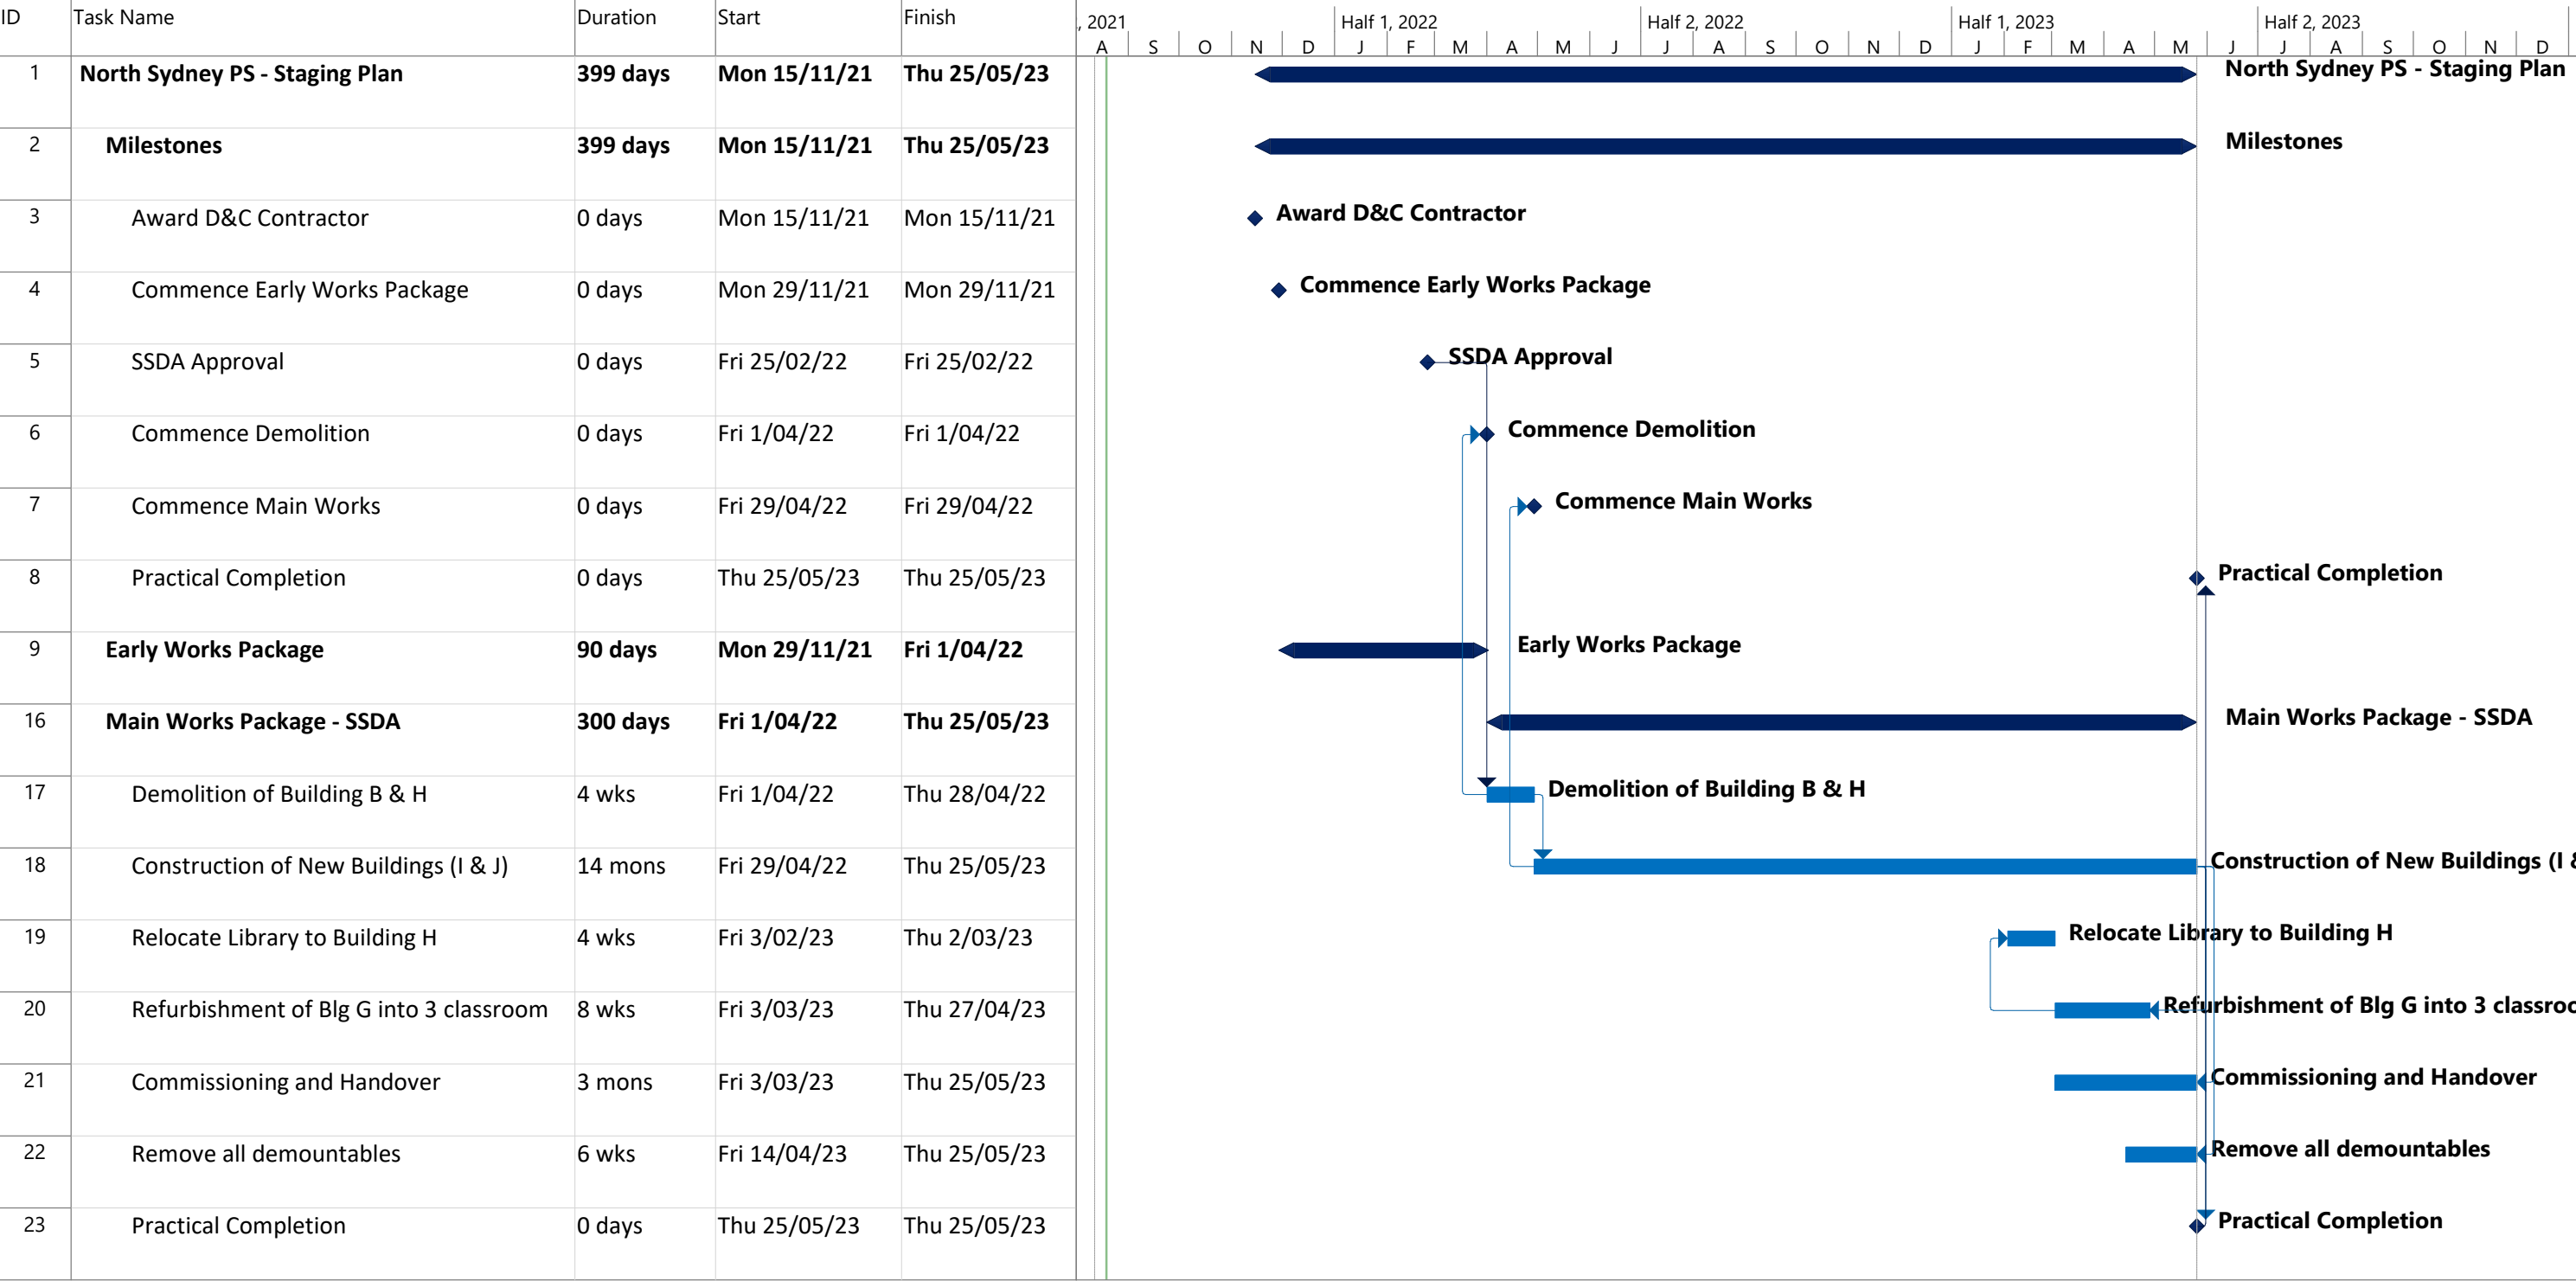 ID Task Name Duration Start Finish , 2021 Half 1, 2022 Half 2, 2022 Half 1, 2023 Half 2, 2023
A S O N D J F M A M J J A S O N D J F M A M J J A S O N D
1 North Sydney PS - Staging Plan 399 days Mon 15/11/21 Thu 25/05/23 North Sydney PS - Staging Plan
2 Milestones 399 days Mon 15/11/21 Thu 25/05/23 Milestones
3 Award D&C Contractor 0 days Mon 15/11/21 Mon 15/11/21 Award D&C Contractor
4 Commence Early Works Package 0 days Mon 29/11/21 Mon 29/11/21 Commence Early Works Package
5 SSDA Approval 0 days Fri 25/02/22 Fri 25/02/22 SSDA Approval
6 Commence Demolition 0 days Fri 1/04/22 Fri 1/04/22 Commence Demolition
7 Commence Main Works 0 days Fri 29/04/22 Fri 29/04/22 Commence Main Works
8 Practical Completion 0 days Thu 25/05/23 Thu 25/05/23 Practical Completion
9 Early Works Package 90 days Mon 29/11/21 Fri 1/04/22 Early Works Package
16 Main Works Package - SSDA 300 days Fri 1/04/22 Thu 25/05/23 Main Works Package - SSDA
17 Demolition of Building B & H 4 wks Fri 1/04/22 Thu 28/04/22 Demolition of Building B & H
18 Construction of New Buildings (I & J) 14 mons Fri 29/04/22 Thu 25/05/23 Construction of New Buildings (I &
19 Relocate Library to Building H 4 wks Fri 3/02/23 Thu 2/03/23 Relocate Library to Building H
20 Refurbishment of Blg G into 3 classroom 8 wks Fri 3/03/23 Thu 27/04/23 Refurbishment of Blg G into 3 classroo
21 Commissioning and Handover 3 mons Fri 3/03/23 Thu 25/05/23 Commissioning and Handover
22 Remove all demountables 6 wks Fri 14/04/23 Thu 25/05/23 Remove all demountables
23 Practical Completion 0 days Thu 25/05/23 Thu 25/05/23 Practical Completion